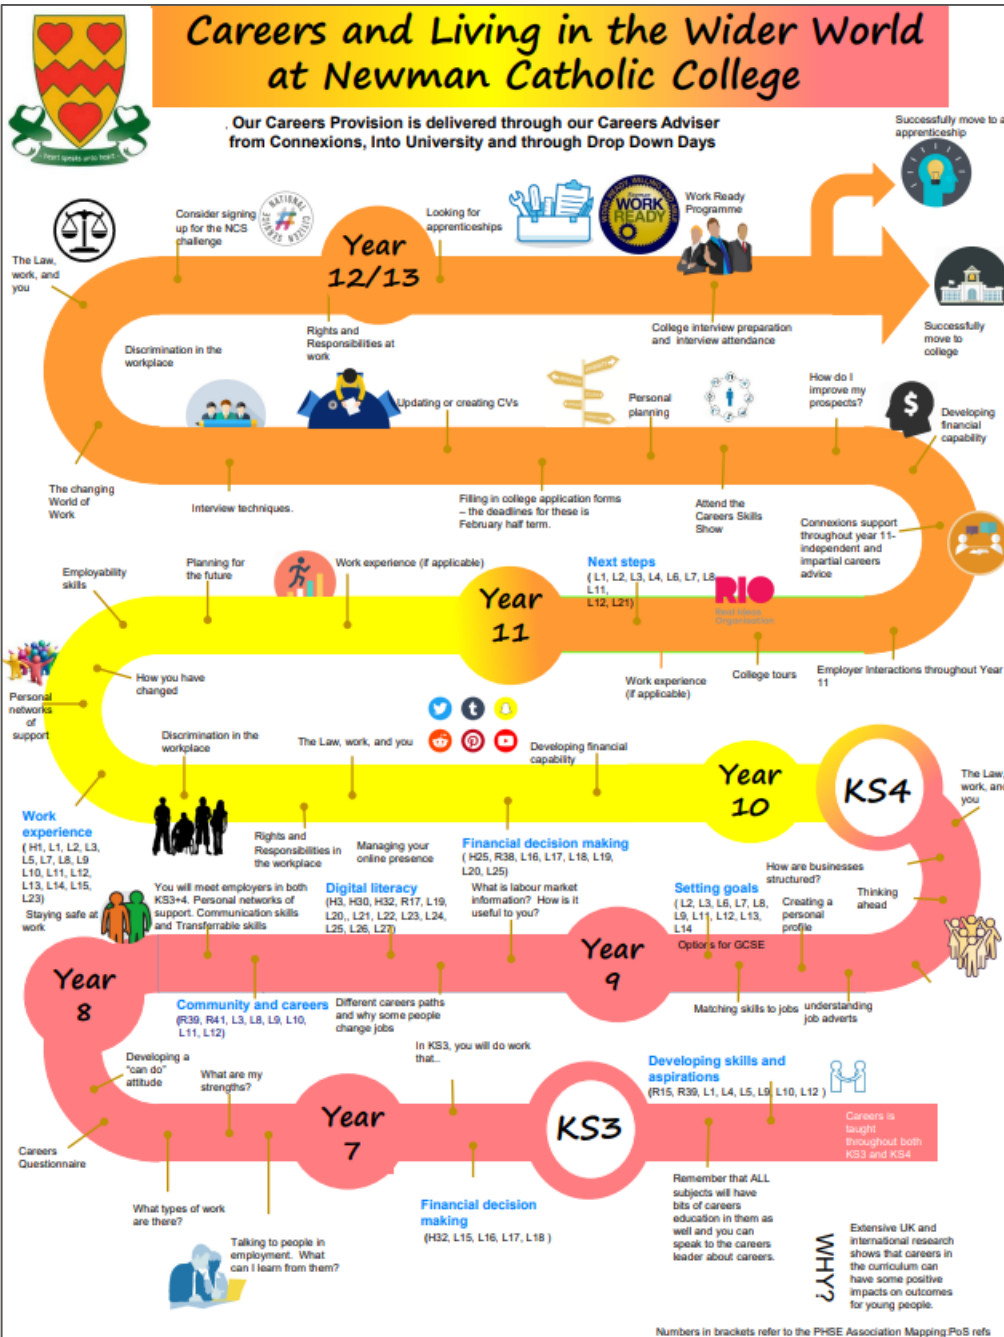 Careers and Living in the Wider World
at Newman Catholic College
Our Careers Provision is delivered through our Careers Adviser
from Connexions, Into University and through Drop Down Days
heart speaks unto heart
Successfully move to a
apprenticeship
Consider signing
up for the NCS
challenge
NATIONAL CITIZEN SERVICE
Looking for
apprenticeships
WORK
READY
Work Ready
Programme
Year
12/13
The Law,
work, and
you
Rights and
Responsibilities at
work
College interview preparation
and interview attendance
Successfully
move to
college
Discrimination in the
workplace
Updating or creating CVs
Personal
planning
How do I
improve my
prospects?
Developing
financial
capability
The changing
World of
Work
Interview techniques.
Filling in college application forms
– the deadlines for these is
February half term.
Attend the
Careers Skills
Show
Connexions support
throughout year 11-
independent and
impartial careers
advice
Employability
skills
Planning for
the future
Work experience (if applicable)
Next steps
( L1, L2, L3, L4, L6, L7, L8
L11,
L12, L21)
RIO
Real Ideas
Organisation
Year
11
How you have
changed
Personal
networks
of
support
Work experience
(if applicable)
College tours
Employer Interactions throughout Year
11
Discrimination in the
workplace
The Law, work, and you
Developing financial
capability
Year
10
KS4
The Law,
work, and
you
Work
experience
( H1, L1, L2, L3,
L5, L7, L8, L9
L10, L11, L12,
L13, L14, L15,
L23)
Rights and
Responsibilities in
the workplace
Managing your
online presence
Financial decision making
( H25, R38, L16, L17, L18, L19,
L20, L25)
How are businesses
structured?
Thinking
ahead
Staying safe at
work
You will meet employers in both
KS3+4. Personal networks of
support. Communication skills
and Transferrable skills
Digital literacy
(H3, H30, H32, R17, L19,
L20,, L21, L22, L23, L24,
L25, L26, L27)
What is labour market
information? How is it
useful to you?
Setting goals
( L2, L3, L6, L7, L8,
L9, L11, L12, L13,
L14
Options for GCSE
Creating a
personal
profile
Year
8
Year
9
Community and careers
(R39, R41, L3, L8, L9, L10,
L11, L12)
Different careers paths
and why some people
change jobs
Matching skills to jobs
understanding
job adverts
Developing a
"can do"
attitude
What are my
strengths?
In KS3, you will do work
that..
Developing skills and
aspirations
(R15, R39, L1, L4, L5, L9, L10, L12 )
Year
7
KS3
Careers is
taught
throughout both
KS3 and KS4
Careers
Questionnaire
What types of work
are there?
Talking to people in
employment. What
can I learn from them?
Financial decision
making
(H32, L15, L16, L17, L18 )
Remember that ALL
subjects will have
bits of careers
education in them as
well and you can
speak to the careers
leader about careers.
WHY?
Extensive UK and
international research
shows that careers in
the curriculum can
have some positive
impacts on outcomes
for young people.
Numbers in brackets refer to the PHSE Association Mapping:PoS refs